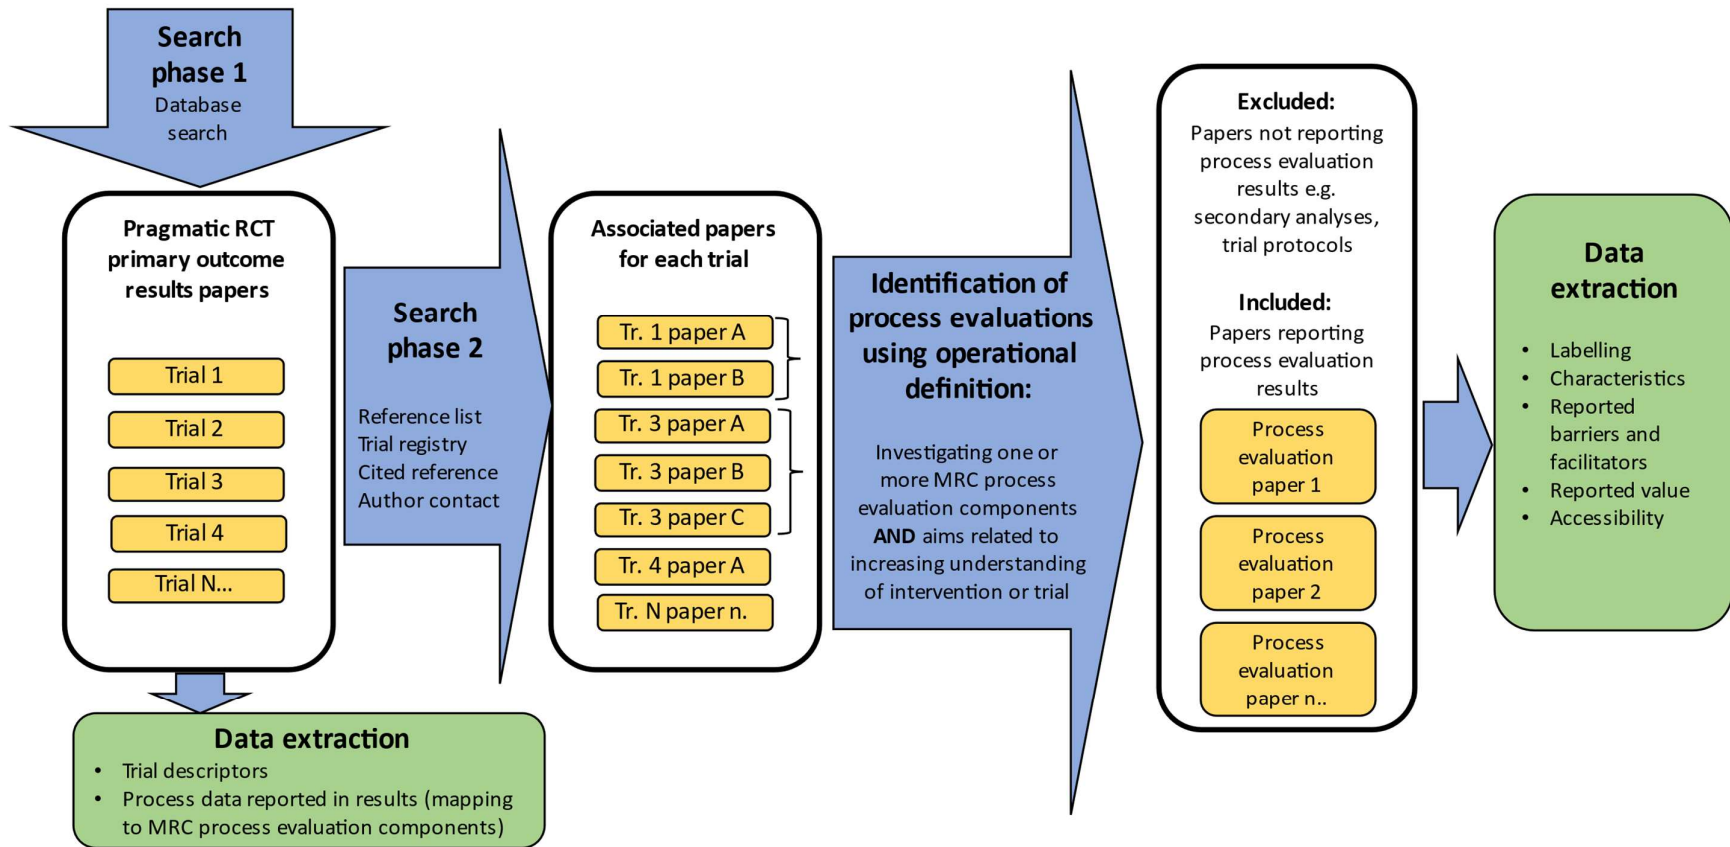 Search
phase 1
Database
search
Pragmatic RCT
primary outcome
results papers
Trial 1
Trial 2
Trial 3
Trial 4
Trial N...
Data extraction
• Trial descriptors
• Process data reported in results (mapping
to MRC process evaluation components)
Search
phase 2
Reference list
Trial registry
Cited reference
Author contact
Associated papers
for each trial
Tr. 1 paper A
Tr. 1 paper B
Tr. 3 paper A
Tr. 3 paper B
Tr. 3 paper C
Tr. 4 paper A
Tr. N paper n.
Identification of
process evaluations
using operational
definition:
Investigating one or
more MRC process
evaluation components
AND aims related to
increasing understanding
of intervention or trial
Excluded:
Papers not reporting
process evaluation
results e.g.
secondary analyses,
trial protocols
Included:
Papers reporting
process evaluation
results
Process
evaluation
paper 1
Process
evaluation
paper 2
Process
evaluation
paper n..
Data
extraction
• Labelling
• Characteristics
• Reported
barriers and
facilitators
• Reported value
• Accessibility